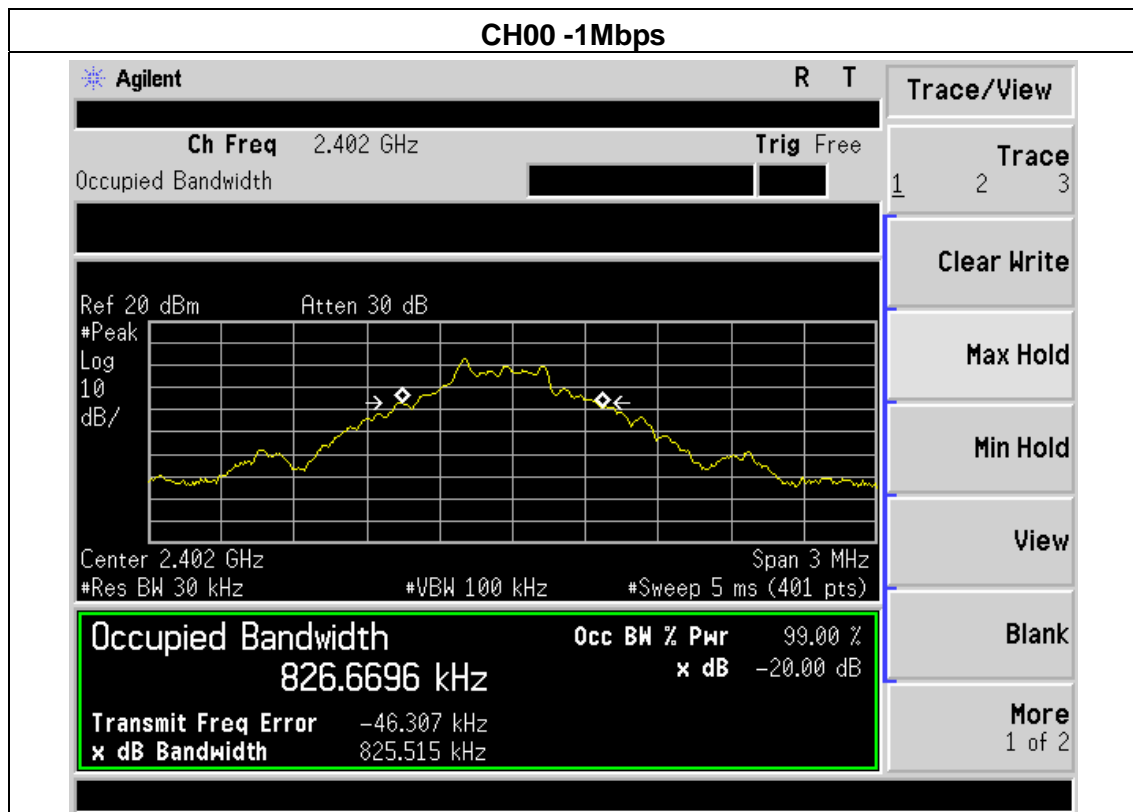 CH00 -1Mbps
Agilent
R T
Trace/View
Ch Freq 2.402 GHz
Trig Free
Occupied Bandwidth
Trace
1 2 3
Clear Write
Max Hold
Min Hold
View
Blank
More
1 of 2
Ref 20 dBm Atten 30 dB
#Peak
Log
10
dB/
Center 2.402 GHz Span 3 MHz
#Res BW 30 kHz #VBW 100 kHz #Sweep 5 ms (401 pts)
Occupied Bandwidth
826.6696 kHz
Occ BW % Pwr 99.00 %
x dB -20.00 dB
Transmit Freq Error -46.307 kHz
x dB Bandwidth 825.515 kHz